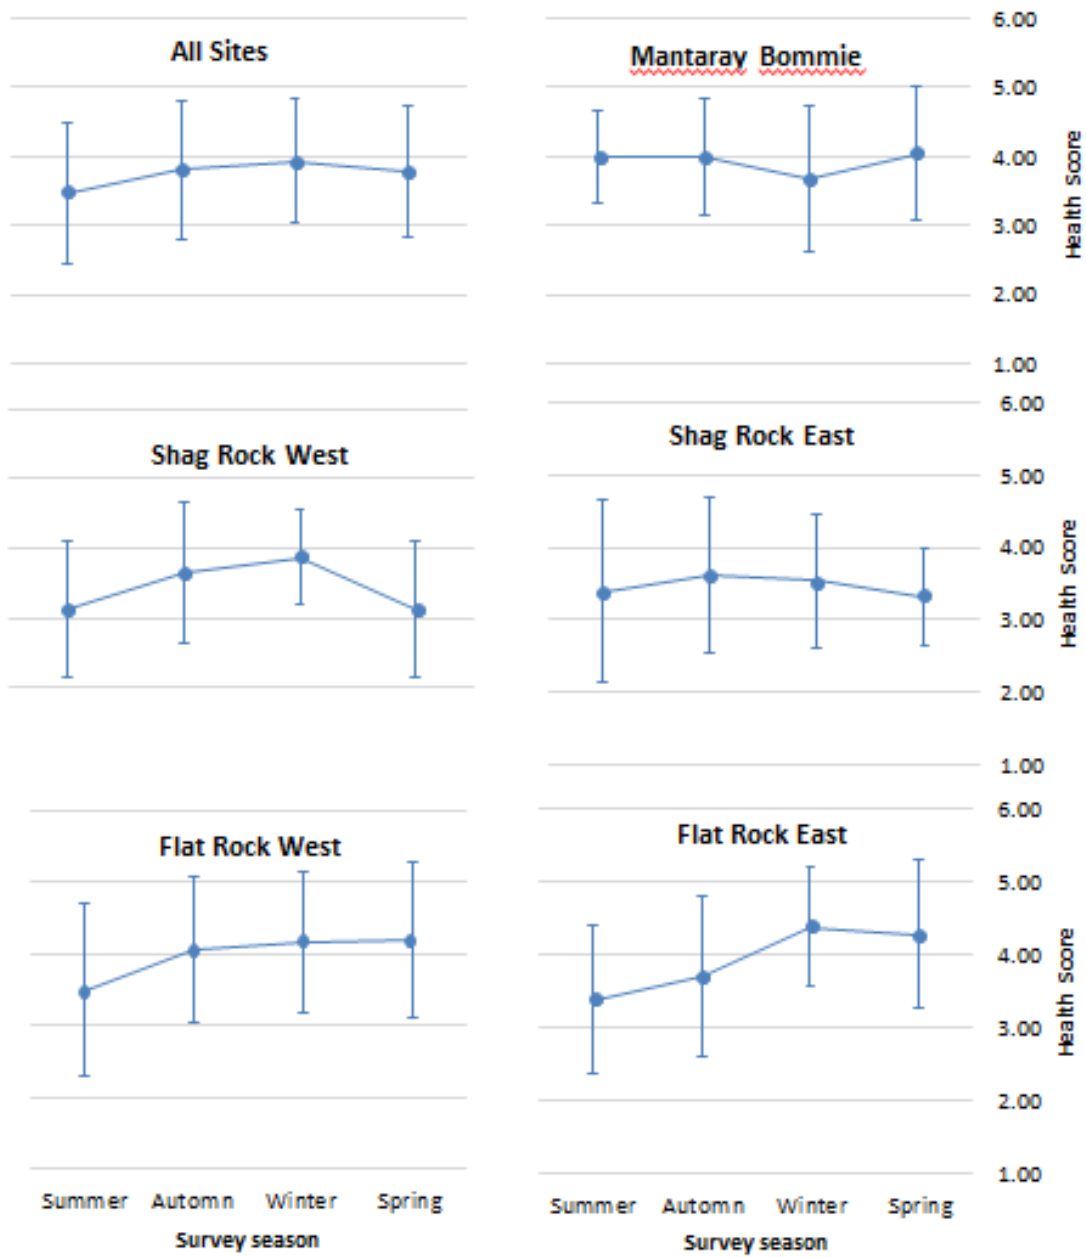 All Sites
Mantaray Bommie
6.00
5.00
4.00
3.00
2.00
1.00
Health Score
Shag Rock West
Shag Rock East
6.00
5.00
4.00
3.00
2.00
1.00
Health Score
Flat Rock West
Flat Rock East
6.00
5.00
4.00
3.00
2.00
1.00
Health Score
Summer Automn Winter Spring
Survey season
Summer Automn Winter Spring
Survey season